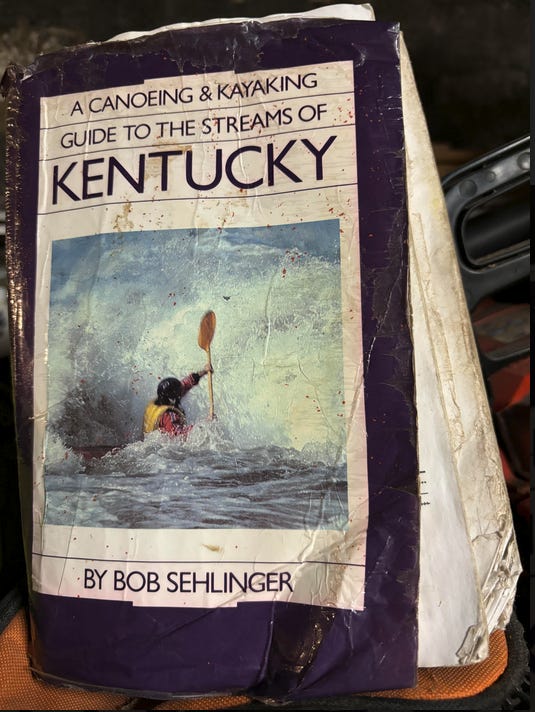 A CANOEING & KAYAKING
GUIDE TO THE STREAMS OF
KENTUCKY
BY BOB SEHLINGER